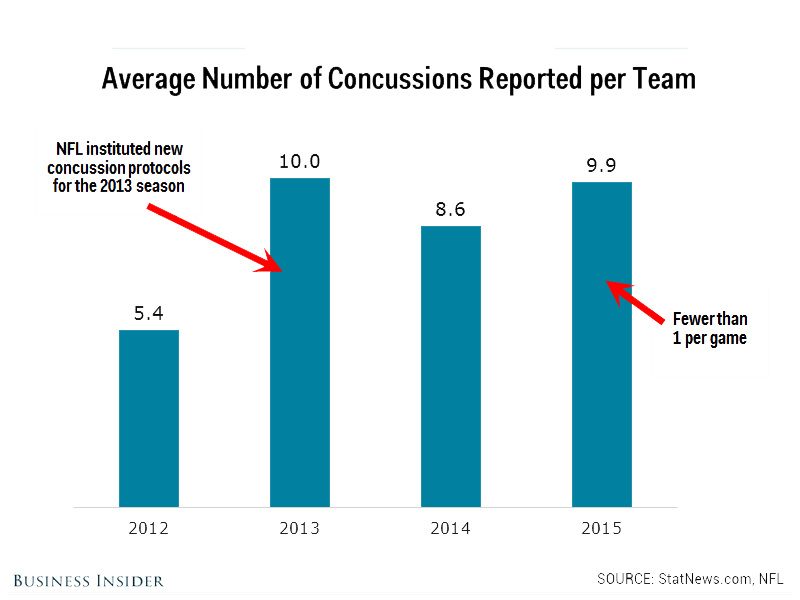 Average Number of Concussions Reported per Team
NFL instituted new
concussion protocols
for the 2013 season
10.0
9.9
8.6
5.4
Fewer than
1 per game
2012
2013
2014
2015
BUSINESS INSIDER
SOURCE: StatNews.com, NFL